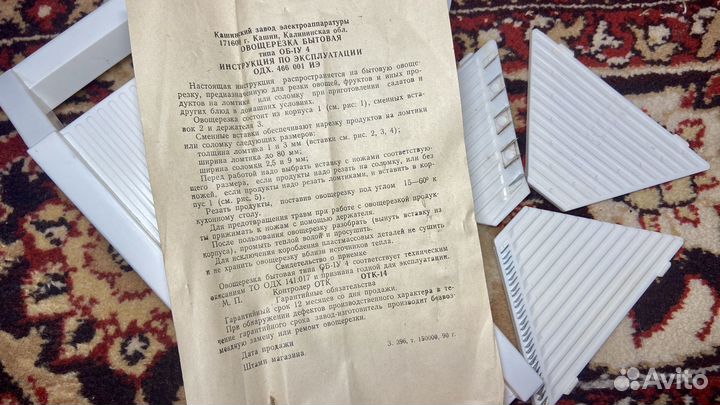 Кашинский завод электроаппаратуры
171600 г. Кашин, Калининская обл.
ОВОЩЕРЕЗКА БЫТОВАЯ
типа ОБ-IУ 4
ИНСТРУКЦИЯ ПО ЭКСПЛУАТАЦИИ
ОДХ. 466 001 ИЭ
Настоящая инструкция распространяется на бытовую овоще-
резку, предназначенную для резки овощей, фруктов и иных про-
дуктов на ломтики или соломку при приготовлении салатов и
других блюд в домашних условиях.
Овощерезка состоит из корпуса 1 (см. рис. 1), сменных вста-
вок 2 и держателя 3.
Сменные вставки обеспечивают нарезку продуктов на ломтики
или соломку следующих размеров:
толщина ломтика 1 и 3 мм (вставки см. рис. 2, 3, 4);
ширина ломтика до 80 мм;
ширина соломки 2,5 и 9 мм;
Перед работой надо выбрать вставку с ножами соответствую-
щего размера, если продукты надо резать на соломку, или без
ножей, если продукты надо резать ломтиками, и вставить в кор-
пус 1 (см. рис. 5).
Резать продукты, поставив овощерезку под углом 15—60° к
кухонному столу.
Для предотвращения травм при работе с овощерезкой продук-
ты прижимать к ножам с помощью держателя.
После пользования овощерезку разобрать (вынуть вставку из
корпуса), промыть теплой водой и просушить.
Для исключения коробления пластмассовых деталей не сушить
и не хранить овощерезку вблизи источников тепла.
Свидетельство о приемке
Овощерезка бытовая типа ОБ-IУ 4 соответствует техническим
описаниям ТО ОДХ 141.017 и признана годной для эксплуатации.
М. П. Контролер ОТК ОТК-14
Гарантийные обязательства
Гарантийный срок 12 месяцев со дня продажи.
При обнаружении дефектов производственного характера в те-
чение гарантийного срока завод-изготовитель производит безвоз-
мездную замену или ремонт овощерезки.
Дата продажи
Штамп магазина.
З. 296, т. 150000, 90 г.
Avito